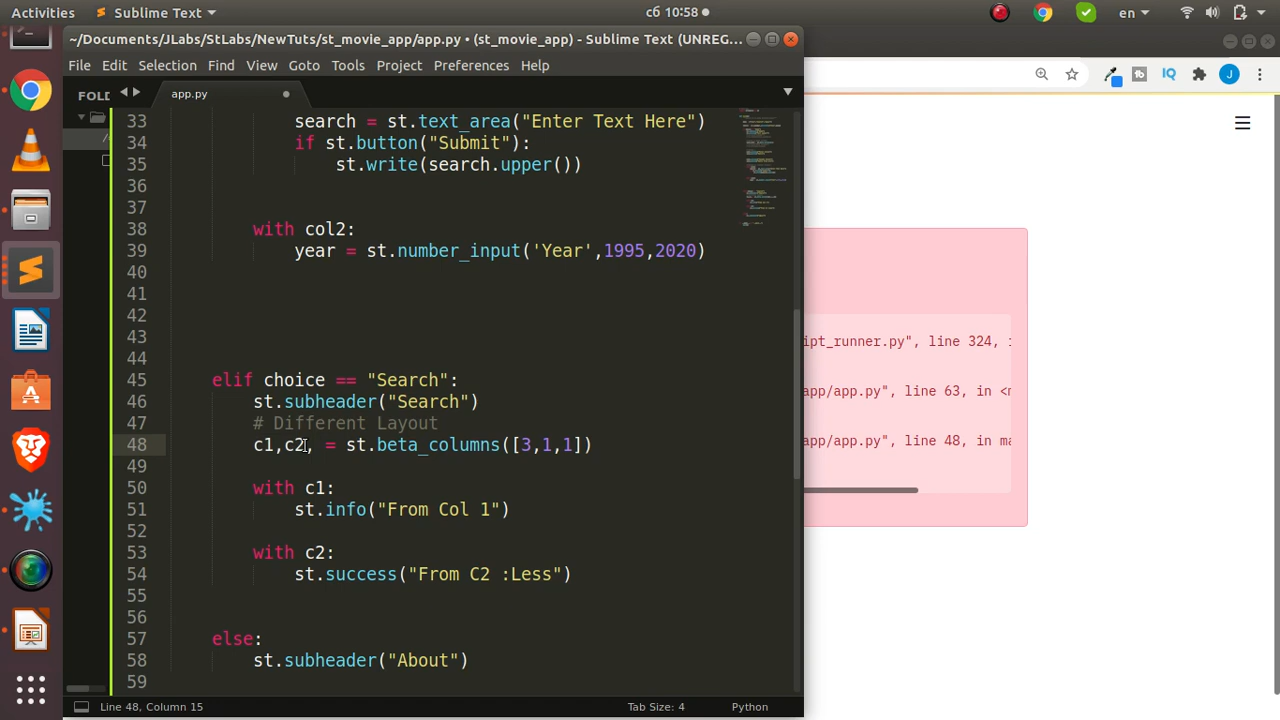 Activities
Sublime Text
сб 10:58
en
~/Documents/JLabs/StLabs/NewTuts/st_movie_app/app.py • (st_movie_app) - Sublime Text (UNREG...
File Edit Selection Find View Goto Tools Project Preferences Help
IQ
J
FOLD
app.py
/
33 search = st.text_area("Enter Text Here")
34 if st.button("Submit"):
35 st.write(search.upper())
36
37
38 with col2:
39 year = st.number_input('Year',1995,2020)
40
41
42
43
44
45 elif choice == "Search":
46 st.subheader("Search")
47 # Different Layout
48 c1,c2, = st.beta_columns([3,1,1])
49
50 with c1:
51 st.info("From Col 1")
52
53 with c2:
54 st.success("From C2 :Less")
55
56
57 else:
58 st.subheader("About")
59
ipt_runner.py", line 324, i
app/app.py", line 63, in <m
app/app.py", line 48, in ma
Line 48, Column 15
Tab Size: 4
Python